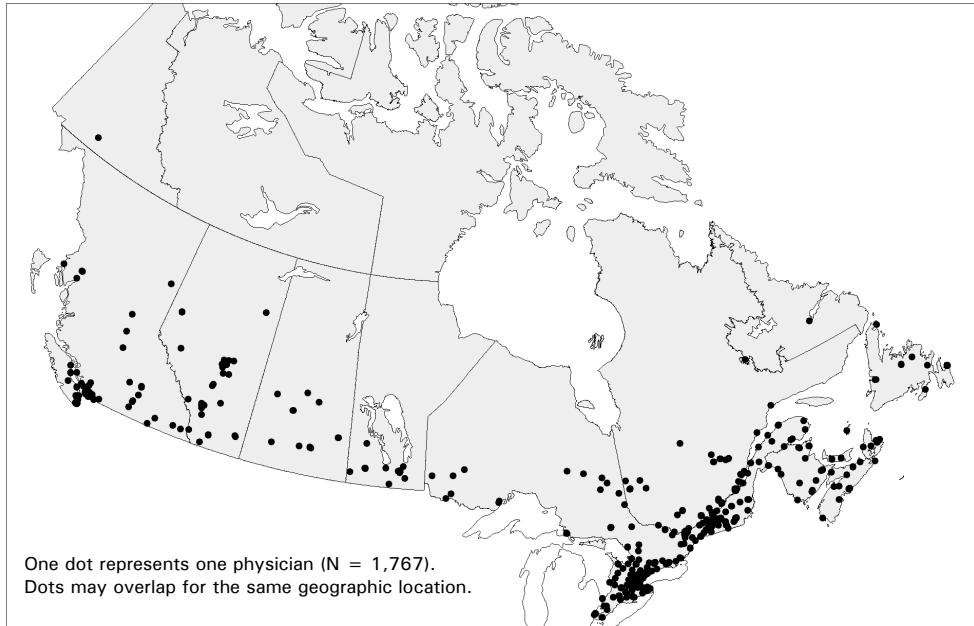 One dot represents one physician (N = 1,767).
Dots may overlap for the same geographic location.